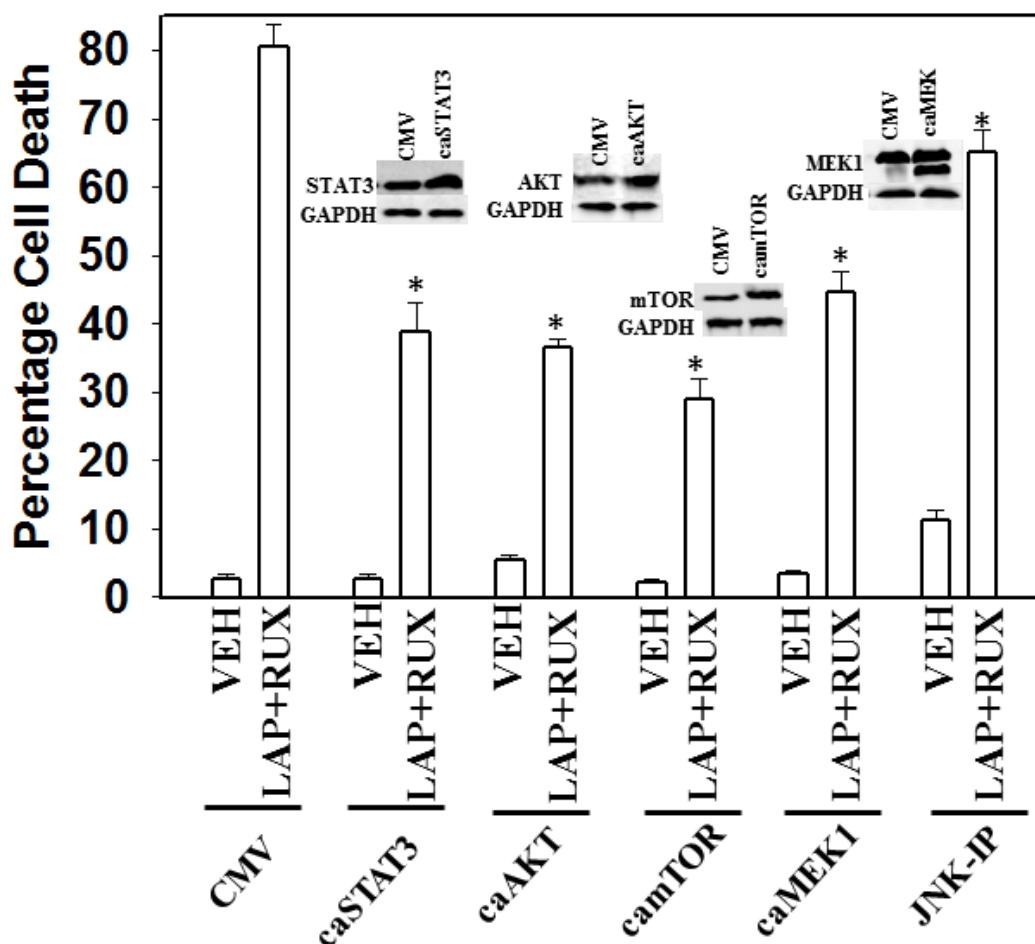 Percentage Cell Death
80
70
60
50
40
30
20
10
0
CMV
caSTAT3
STAT3
GAPDH
CMV
caAKT
AKT
GAPDH
CMV
camTOR
mTOR
GAPDH
CMV
caMEK
MEK1
GAPDH
*
*
*
*
*
VEH
LAP+RUX
VEH
LAP+RUX
VEH
LAP+RUX
VEH
LAP+RUX
VEH
LAP+RUX
VEH
LAP+RUX
CMV
caSTAT3
caAKT
camTOR
caMEK1
JNK-IP